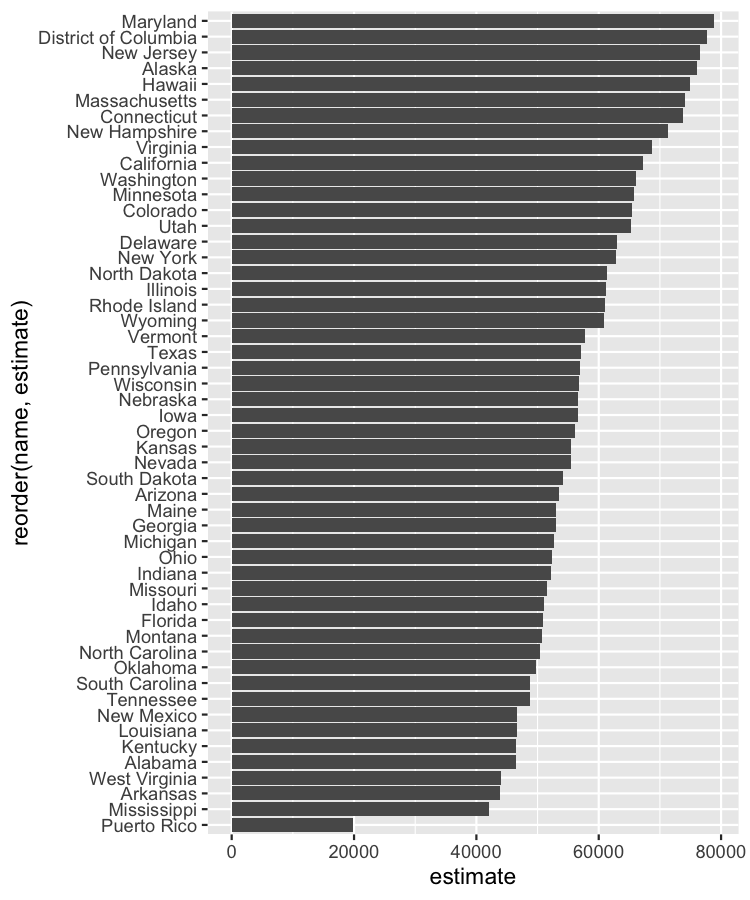 Maryland
District of Columbia
New Jersey
Alaska
Hawaii
Massachusetts
Connecticut
New Hampshire
Virginia
California
Washington
Minnesota
Colorado
Utah
Delaware
New York
North Dakota
Illinois
Rhode Island
Wyoming
Vermont
Texas
Pennsylvania
Wisconsin
Nebraska
Iowa
Oregon
Kansas
Nevada
South Dakota
Arizona
Maine
Georgia
Michigan
Ohio
Indiana
Missouri
Idaho
Florida
Montana
North Carolina
Oklahoma
South Carolina
Tennessee
New Mexico
Louisiana
Kentucky
Alabama
West Virginia
Arkansas
Mississippi
Puerto Rico
reorder(name, estimate)
0 20000 40000 60000 80000
estimate